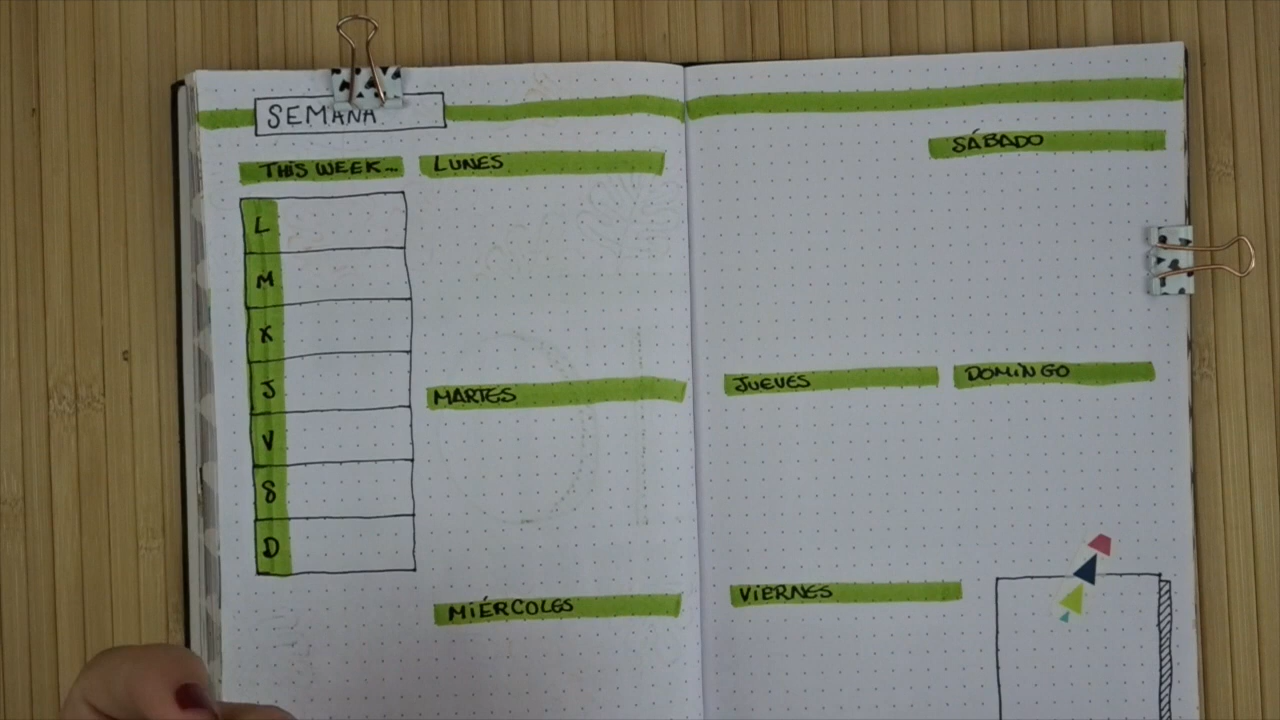 SEMANA
THIS WEEK...
L
M
X
J
V
S
D
LUNES
MARTES
MIÉRCOLES
JUEVES
VIERNES
SÁBADO
DOMINGO